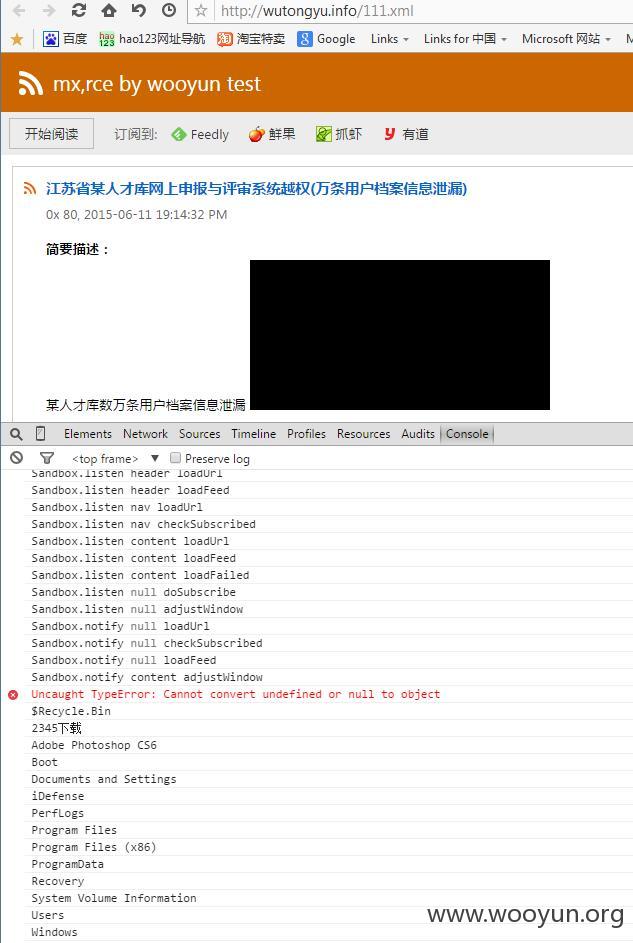 http://wutongyu.info/111.xml
百度 hao123网址导航 淘宝特卖 Google Links Links for 中国 Microsoft 网站
mx,rce by wooyun test
开始阅读 订阅到: Feedly 鲜果 抓虾 有道
江苏省某人才库网上申报与评审系统越权(万条用户档案信息泄漏)
0x 80, 2015-06-11 19:14:32 PM
简要描述：
某人才库数万条用户档案信息泄漏
Elements Network Sources Timeline Profiles Resources Audits Console
<top frame> Preserve log
Sandbox.listen header loadUrl
Sandbox.listen header loadFeed
Sandbox.listen nav loadUrl
Sandbox.listen nav checkSubscribed
Sandbox.listen content loadUrl
Sandbox.listen content loadFeed
Sandbox.listen content loadFailed
Sandbox.listen null doSubscribe
Sandbox.listen null adjustWindow
Sandbox.notify null loadUrl
Sandbox.notify null checkSubscribed
Sandbox.notify null loadFeed
Sandbox.notify content adjustWindow
Uncaught TypeError: Cannot convert undefined or null to object
$Recycle.Bin
2345下载
Adobe Photoshop CS6
Boot
Documents and Settings
iDefense
PerfLogs
Program Files
Program Files (x86)
ProgramData
Recovery
System Volume Information
Users
Windows
www.wooyun.org